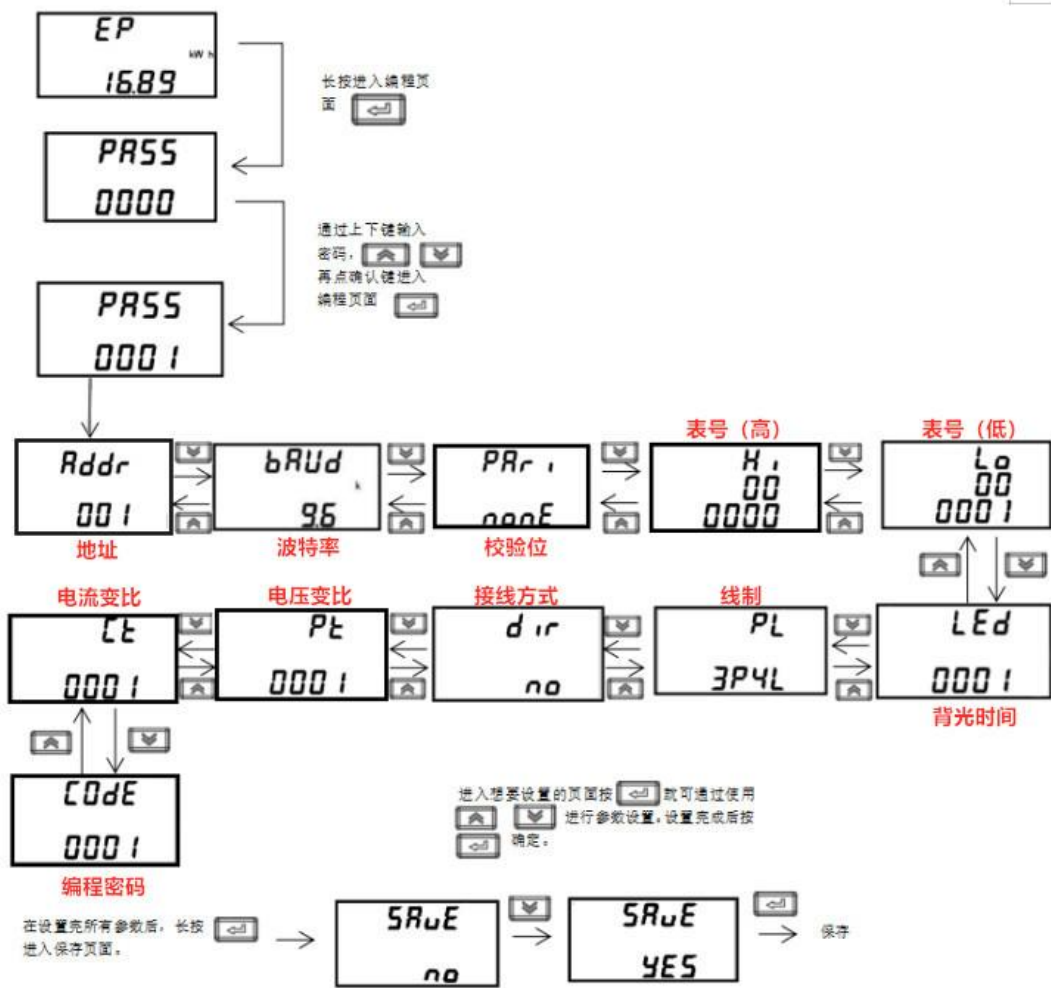 EP
kW h
16.89
长按进入编程页
面
PASS
0000
通过上下键输入
密码，
再点确认键进入
编程页面
PASS
0001
表号（高）
表号（低）
Addr
001
bAUd
k
9.6
PAri
nonE
Hi
00
0000
Lo
00
0001
地址
波特率
校验位
电流变比
电压变比
接线方式
线制
Ct
0001
Pt
0001
dir
no
PL
3P4L
LEd
0001
背光时间
COdE
0001
编程密码
进入想要设置的页面按 就可通过使用
进行参数设置。设置完成后按
确定。
在设置完所有参数后，长按
进入保存页面。
SAvE
no
SAvE
YES
保存